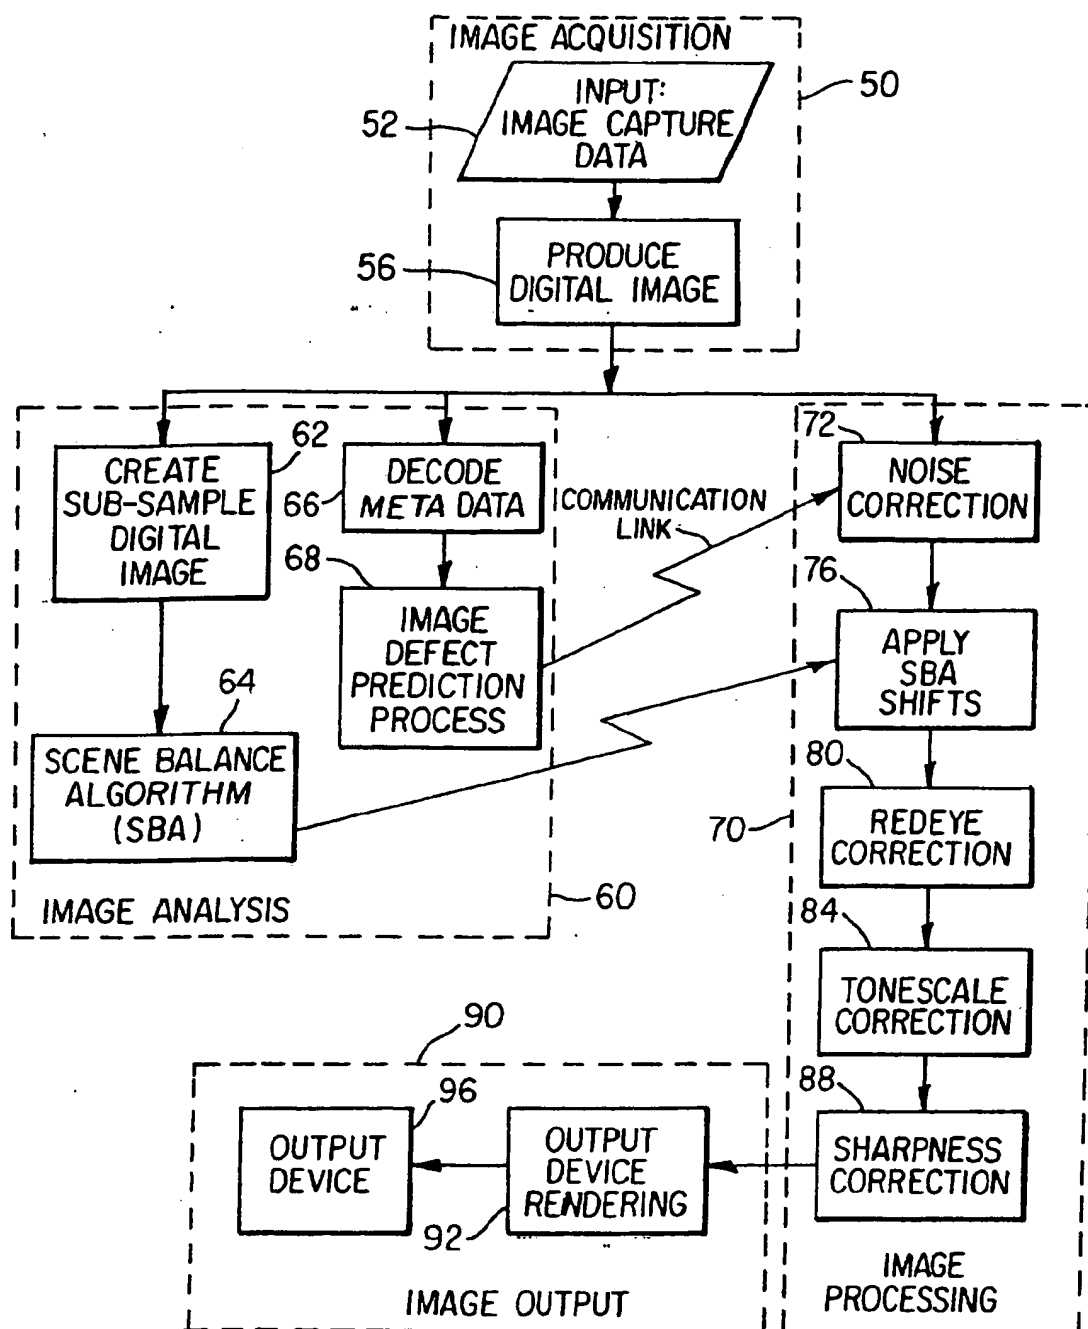 IMAGE ACQUISITION
50
INPUT:
IMAGE CAPTURE
DATA
52
PRODUCE
DIGITAL IMAGE
56
62
CREATE
SUB-SAMPLE
DIGITAL
IMAGE
DECODE
META DATA
66
68
IMAGE
DEFECT
PREDICTION
PROCESS
64
SCENE BALANCE
ALGORITHM
(SBA)
IMAGE ANALYSIS
60
COMMUNICATION
LINK
72
NOISE
CORRECTION
76
APPLY
SBA
SHIFTS
80
REDEYE
CORRECTION
70
84
TONESCALE
CORRECTION
88
SHARPNESS
CORRECTION
IMAGE
PROCESSING
90
96
OUTPUT
DEVICE
OUTPUT
DEVICE
RENDERING
92
IMAGE OUTPUT